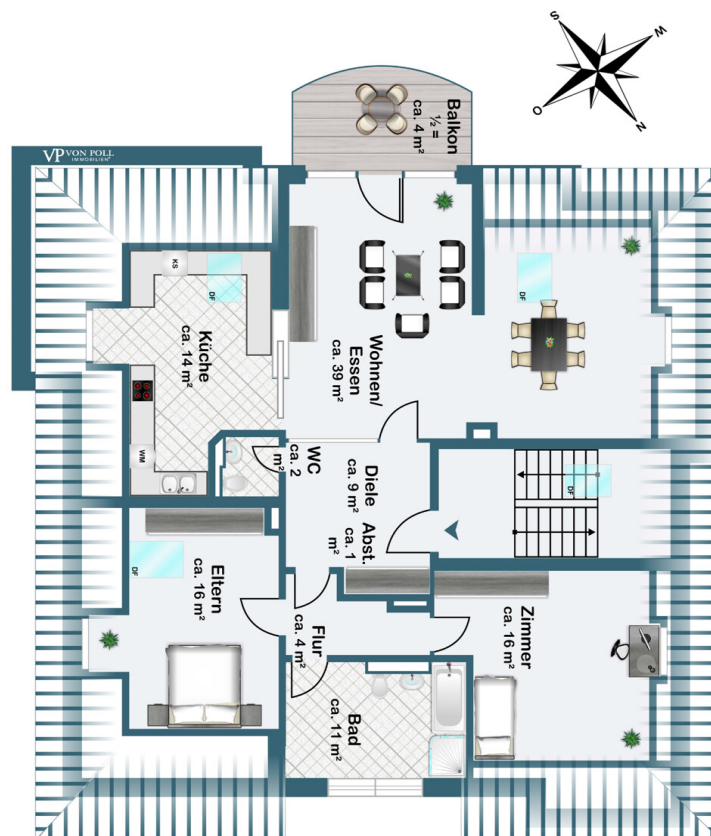 S
W
O
N
VP VON POLL
IMMOBILIEN®
Balkon
½ =
ca. 4 m²
KS
DF
DF
Küche
ca. 14 m²
Wohnen/
Essen
ca. 39 m²
WM
WC
ca. 2
m²
Diele
ca. 9 m²
DF
Abst.
ca. 1
m²
DF
Eltern
ca. 16 m²
Flur
ca. 4 m²
Zimmer
ca. 16 m²
Bad
ca. 11 m²